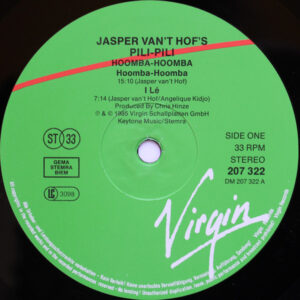 JASPER VAN'T HOF'S
PILI-PILI
HOOMBA-HOOMBA
Hoomba-Hoomba
15:10 (Jasper van't Hof)
I Lé
7:14 (Jasper van't Hof/Angelique Kidjo)
Produced by Chris Hinze
℗ & © 1985 Virgin Schallplatten GmbH
Keytone Music/Stemra
ST 33
GEMA
STEMRA
BIEM
LC 3098
SIDE ONE
33 RPM
STEREO
207 322
DM 207 322 A
Virgin